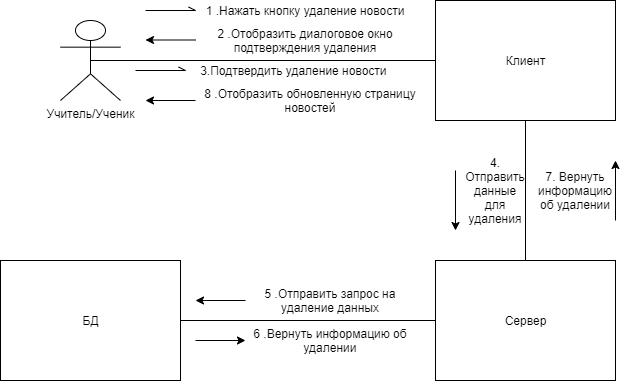 1 .Нажать кнопку удаление новости
2 .Отобразить диалоговое окно
подтверждения удаления
3.Подтвердить удаление новости
8 .Отобразить обновленную страницу
новостей
Учитель/Ученик
Клиент
4.
Отправить
данные
для
удаления
7. Вернуть
информацию
об удалении
5 .Отправить запрос на
удаление данных
6 .Вернуть информацию об
удалении
БД
Сервер